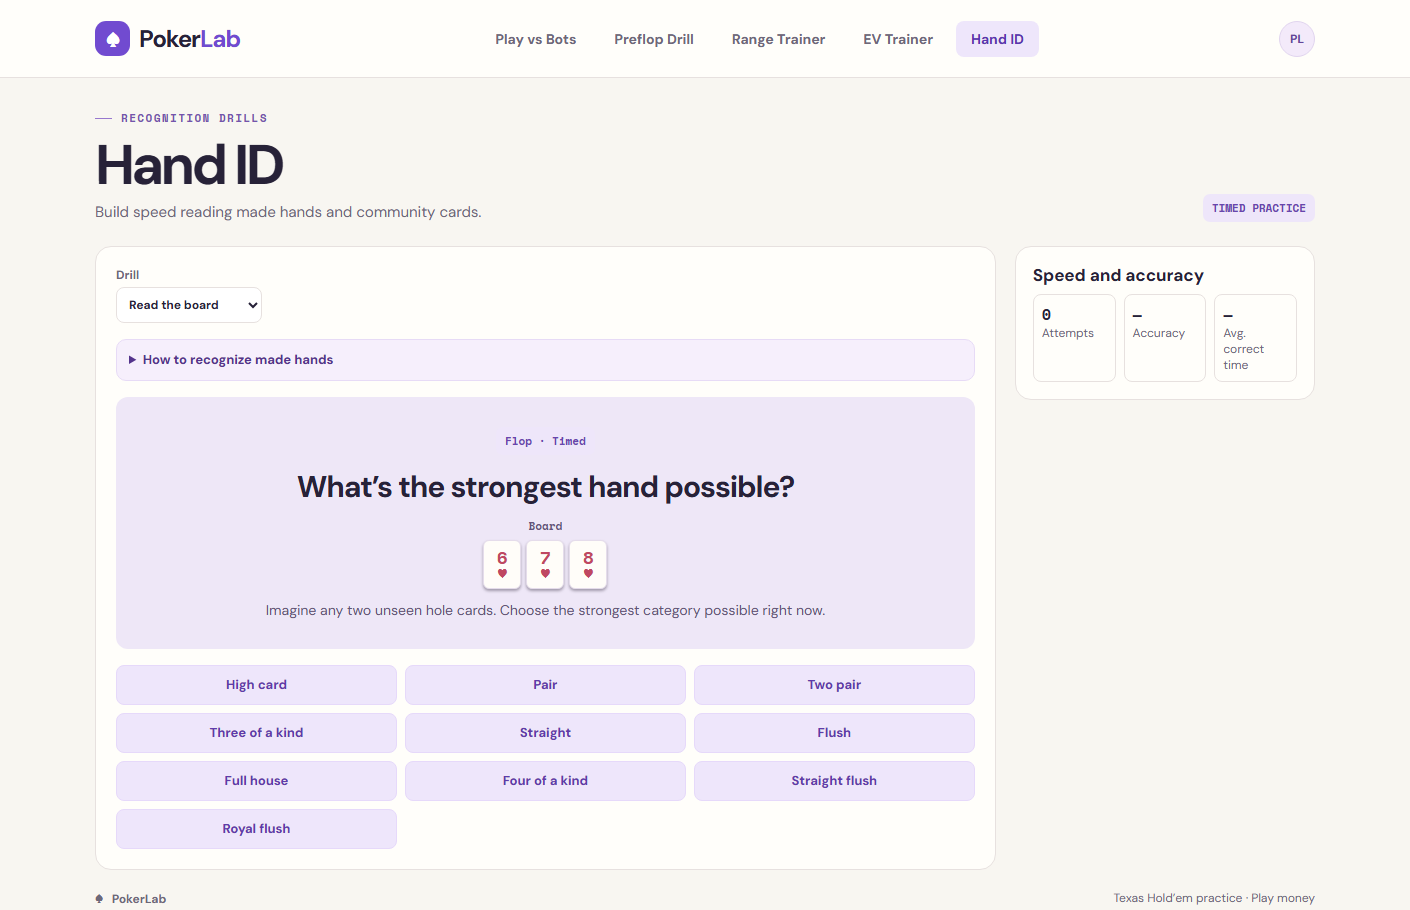 PokerLab
Play vs Bots
Preflop Drill
Range Trainer
EV Trainer
Hand ID
PL
RECOGNITION DRILLS
Hand ID
Build speed reading made hands and community cards.
TIMED PRACTICE
Drill
Read the board
How to recognize made hands
Flop · Timed
What’s the strongest hand possible?
Board
6 7 8
Imagine any two unseen hole cards. Choose the strongest category possible right now.
High card
Pair
Two pair
Three of a kind
Straight
Flush
Full house
Four of a kind
Straight flush
Royal flush
Speed and accuracy
0
Attempts
–
Accuracy
–
Avg.
correct
time
PokerLab
Texas Hold’em practice · Play money